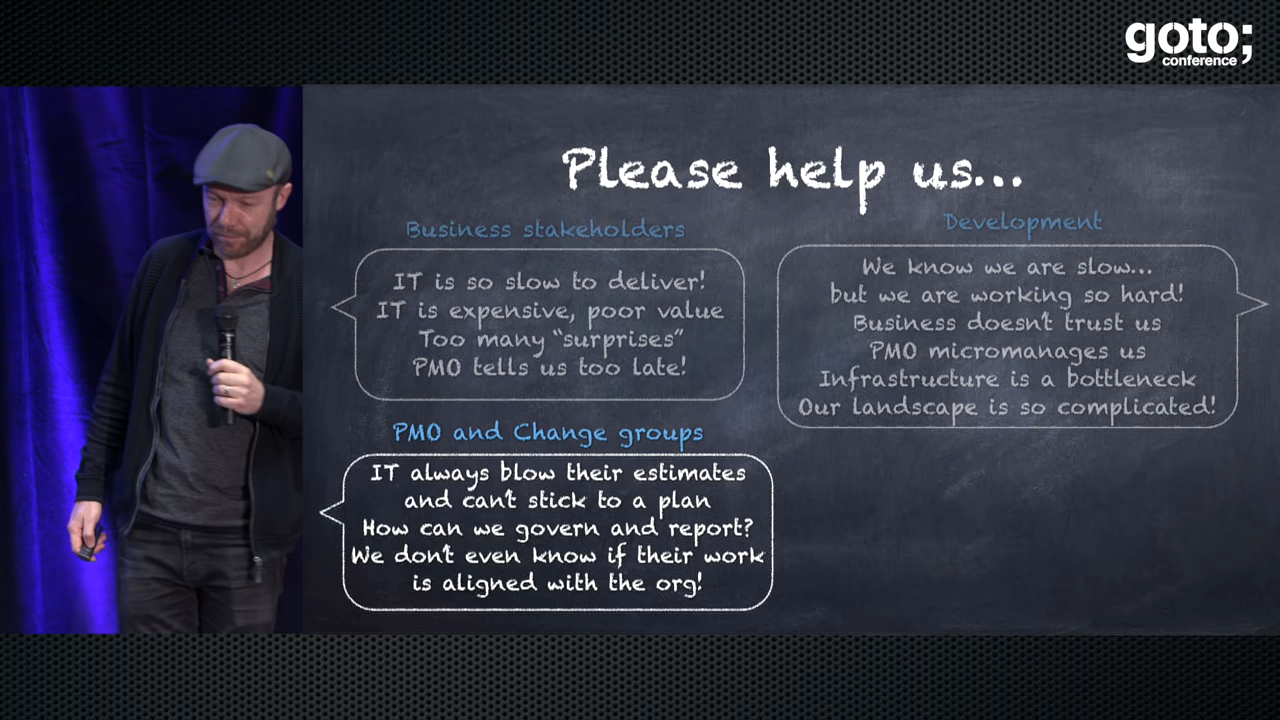 goto;
conference
Please help us...
Business stakeholders
IT is so slow to deliver!
IT is expensive, poor value
Too many "surprises"
PMO tells us too late!
Development
We know we are slow...
but we are working so hard!
Business doesn't trust us
PMO micromanages us
Infrastructure is a bottleneck
Our landscape is so complicated!
PMO and Change groups
IT always blow their estimates
and can't stick to a plan
How can we govern and report?
We don't even know if their work
is aligned with the org!